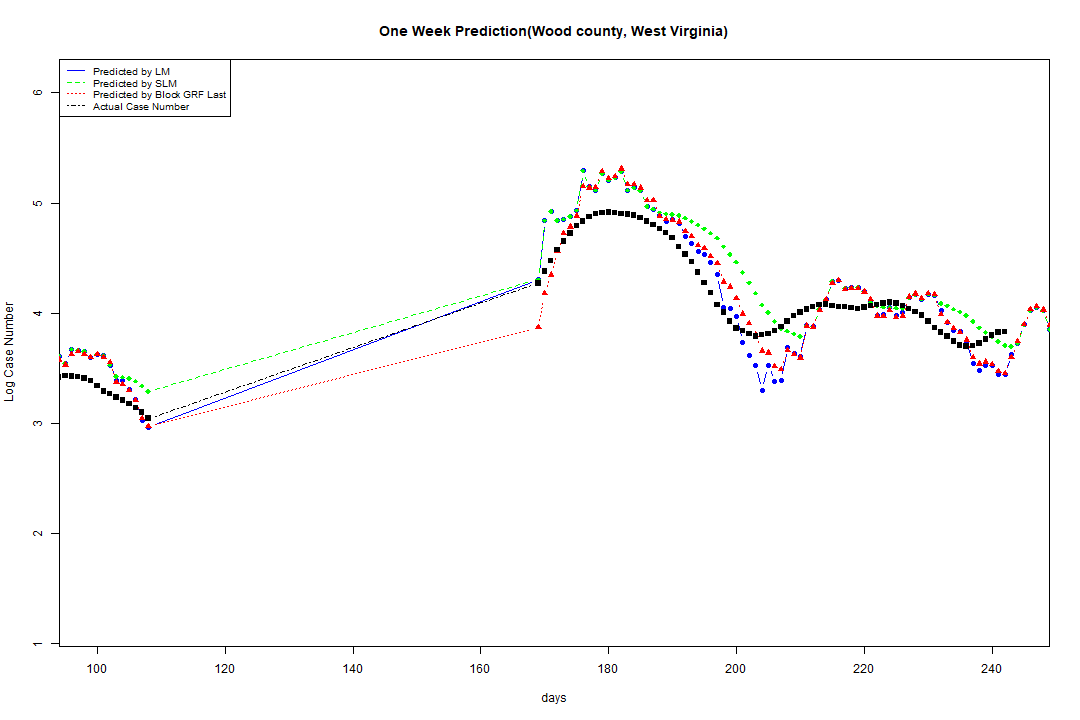 One Week Prediction(Wood county, West Virginia)
Predicted by LM
Predicted by SLM
Predicted by Block GRF Last
Actual Case Number
6
5
4
3
2
1
Log Case Number
100 120 140 160 180 200 220 240
days